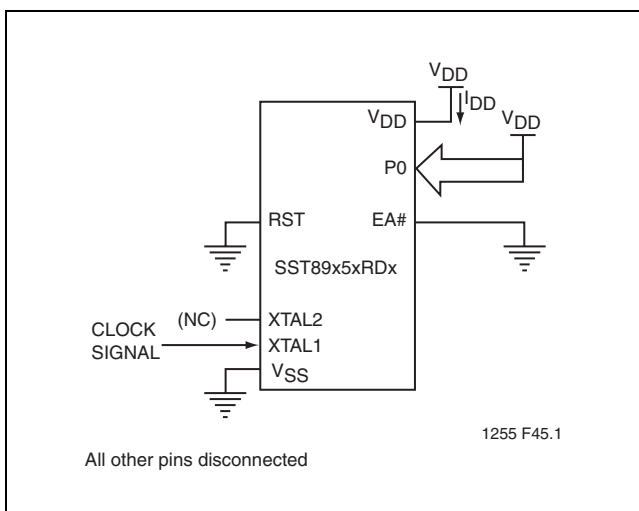 VDD
IDD
VDD
VDD
P0
RST
EA#
SST89x5xRDx
(NC)
XTAL2
CLOCK
SIGNAL
XTAL1
VSS
1255 F45.1
All other pins disconnected